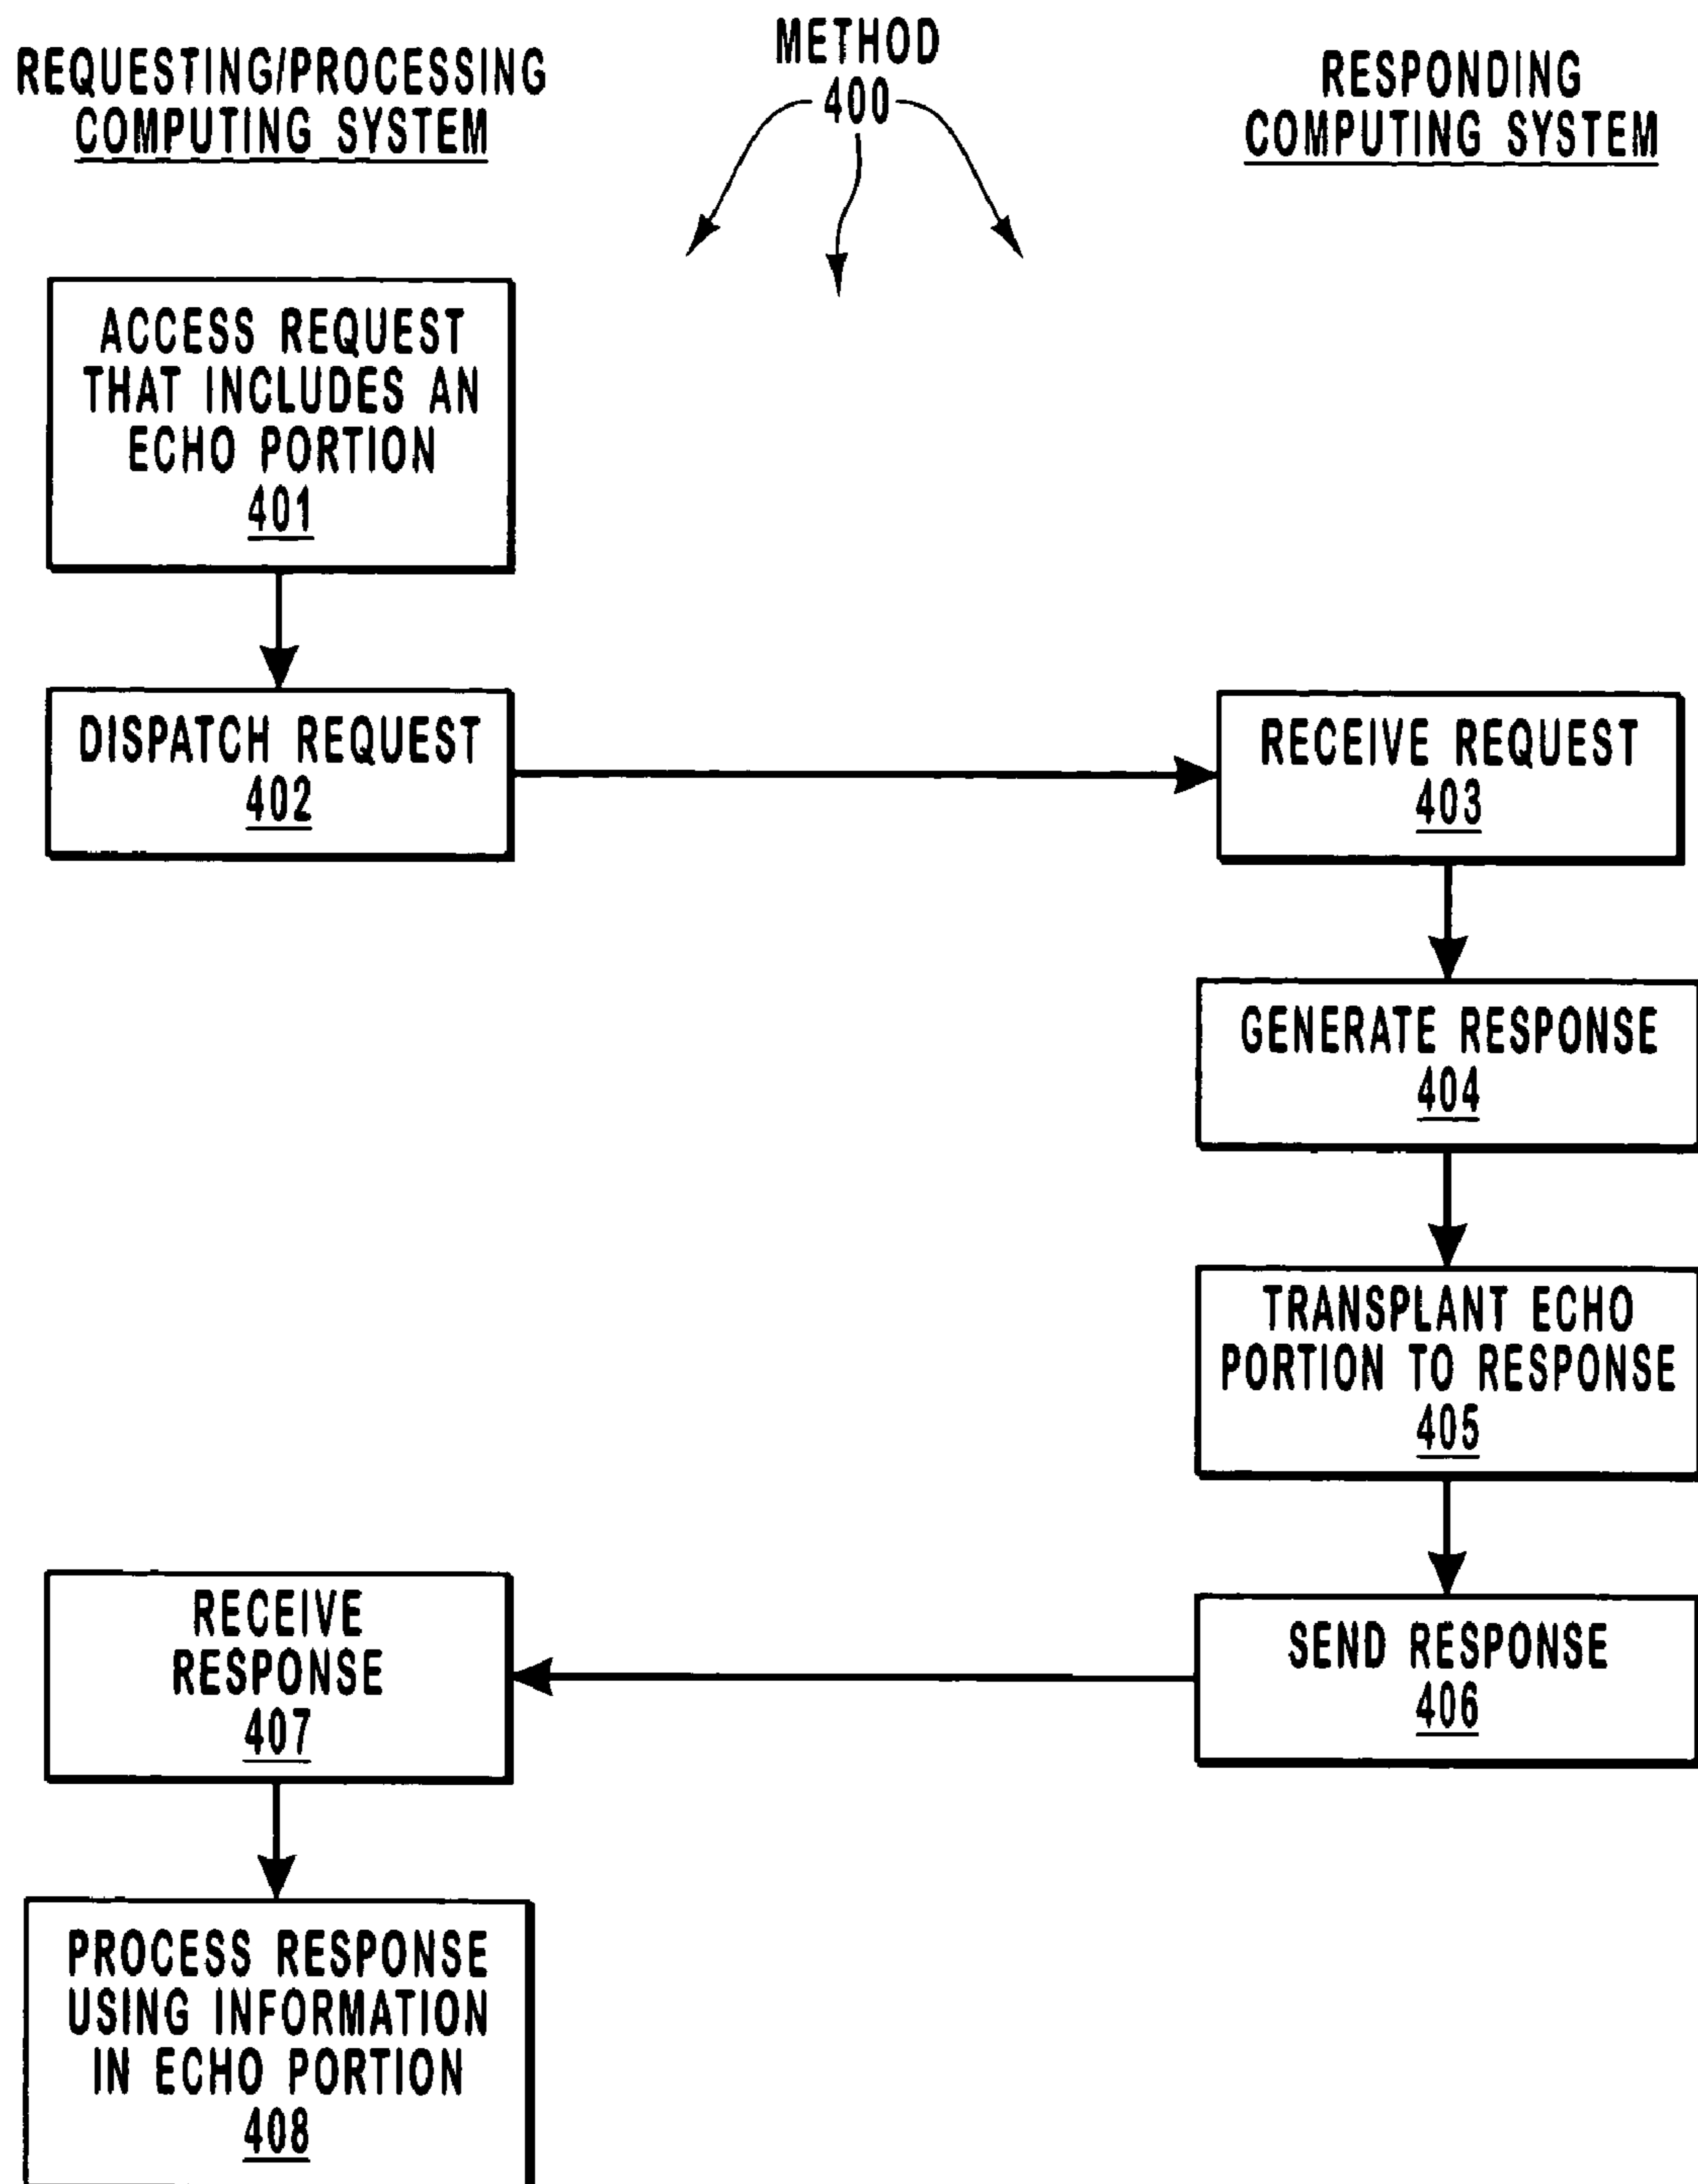 REQUESTING/PROCESSING
COMPUTING SYSTEM
METHOD
400
RESPONDING
COMPUTING SYSTEM
ACCESS REQUEST
THAT INCLUDES AN
ECHO PORTION
401
DISPATCH REQUEST
402
RECEIVE REQUEST
403
GENERATE RESPONSE
404
TRANSPLANT ECHO
PORTION TO RESPONSE
405
SEND RESPONSE
406
RECEIVE
RESPONSE
407
PROCESS RESPONSE
USING INFORMATION
IN ECHO PORTION
408